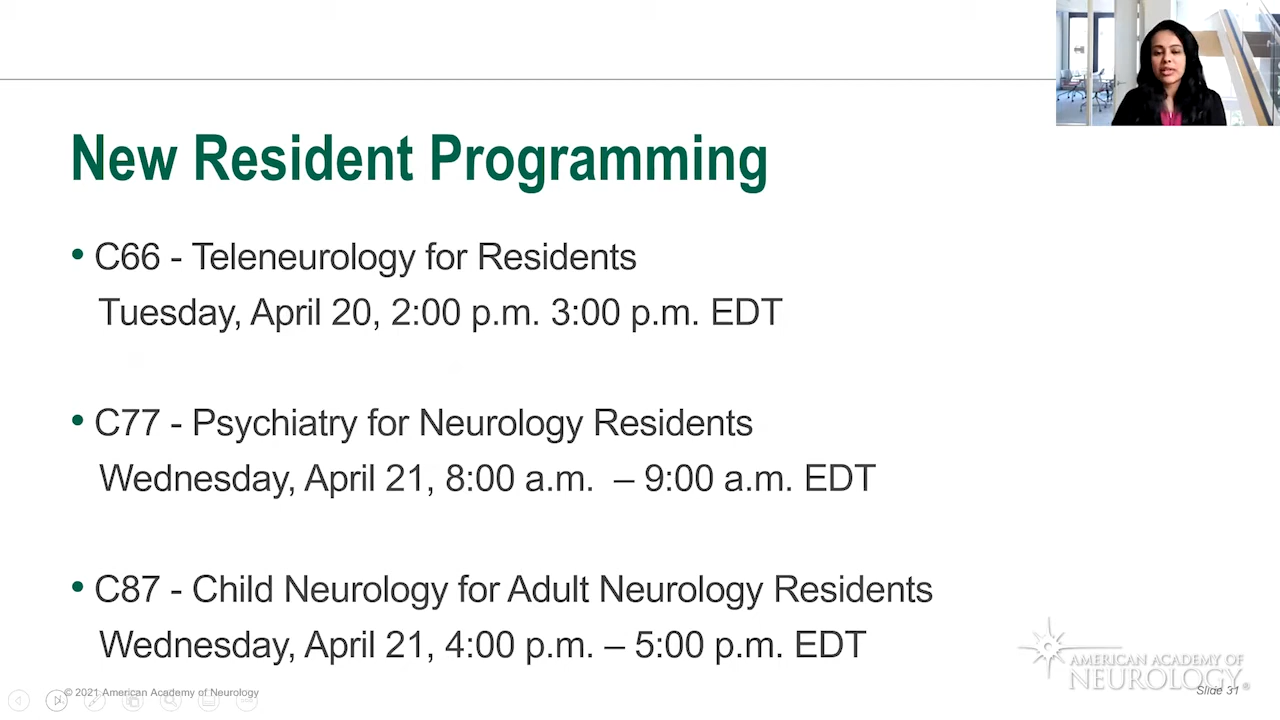 New Resident Programming
• C66 - Teleneurology for Residents
Tuesday, April 20, 2:00 p.m. 3:00 p.m. EDT
• C77 - Psychiatry for Neurology Residents
Wednesday, April 21, 8:00 a.m. – 9:00 a.m. EDT
• C87 - Child Neurology for Adult Neurology Residents
Wednesday, April 21, 4:00 p.m. – 5:00 p.m. EDT
AMERICAN ACADEMY OF
NEUROLOGY®
© 2021 American Academy of Neurology
Slide 31